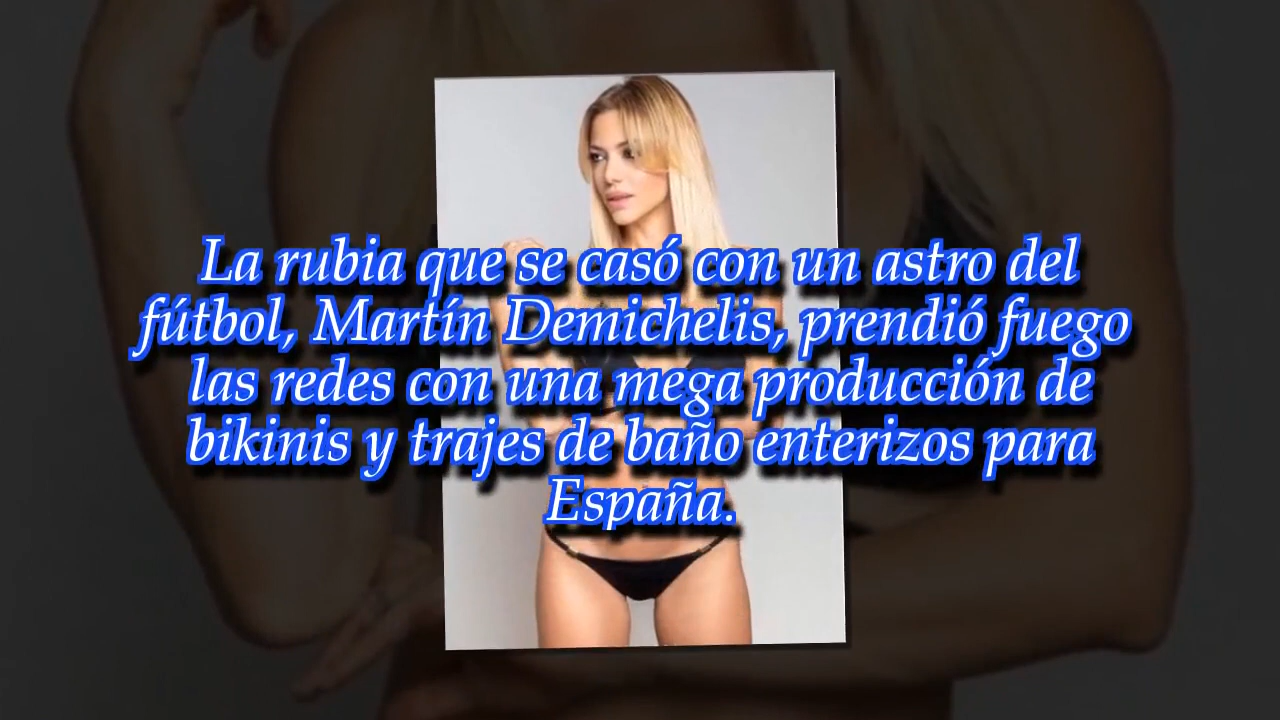 La rubia que se casó con un astro del
fútbol, Martín Demichelis, prendió fuego
las redes con una mega producción de
bikinis y trajes de baño enterizos para
España.